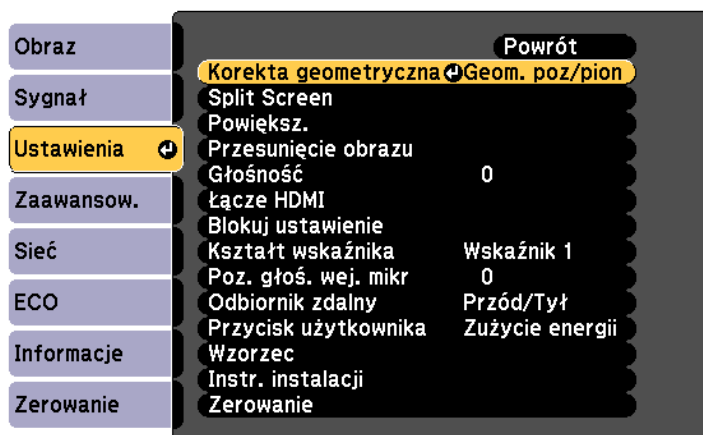 Obraz
Sygnał
Ustawienia
Zaawansow.
Sieć
ECO
Informacje
Zerowanie
Powrót
Korekta geometryczna Geom. poz/pion
Split Screen
Powiększ.
Przesunięcie obrazu
Głośność 0
Łącze HDMI
Blokuj ustawienie
Kształt wskaźnika Wskaźnik 1
Poz. głoś. wej. mikr 0
Odbiornik zdalny Przód/Tył
Przycisk użytkownika Zużycie energii
Wzorzec
Instr. instalacji
Zerowanie